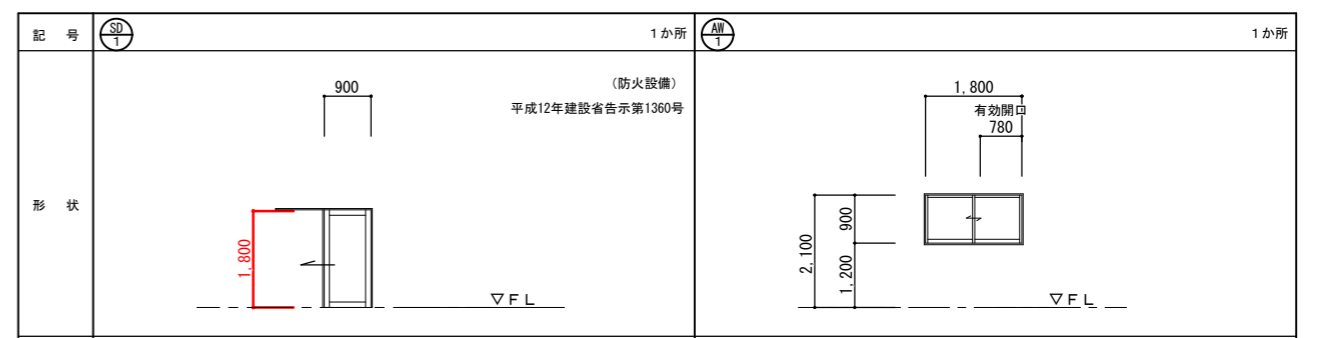 記 号
SD
1
1か所
AW
1
1か所
形 状
900
(防火設備)
平成12年建設省告示第1360号
1,800
▽FL
1,800
有効開口
780
900
2,100
1,200
▽FL